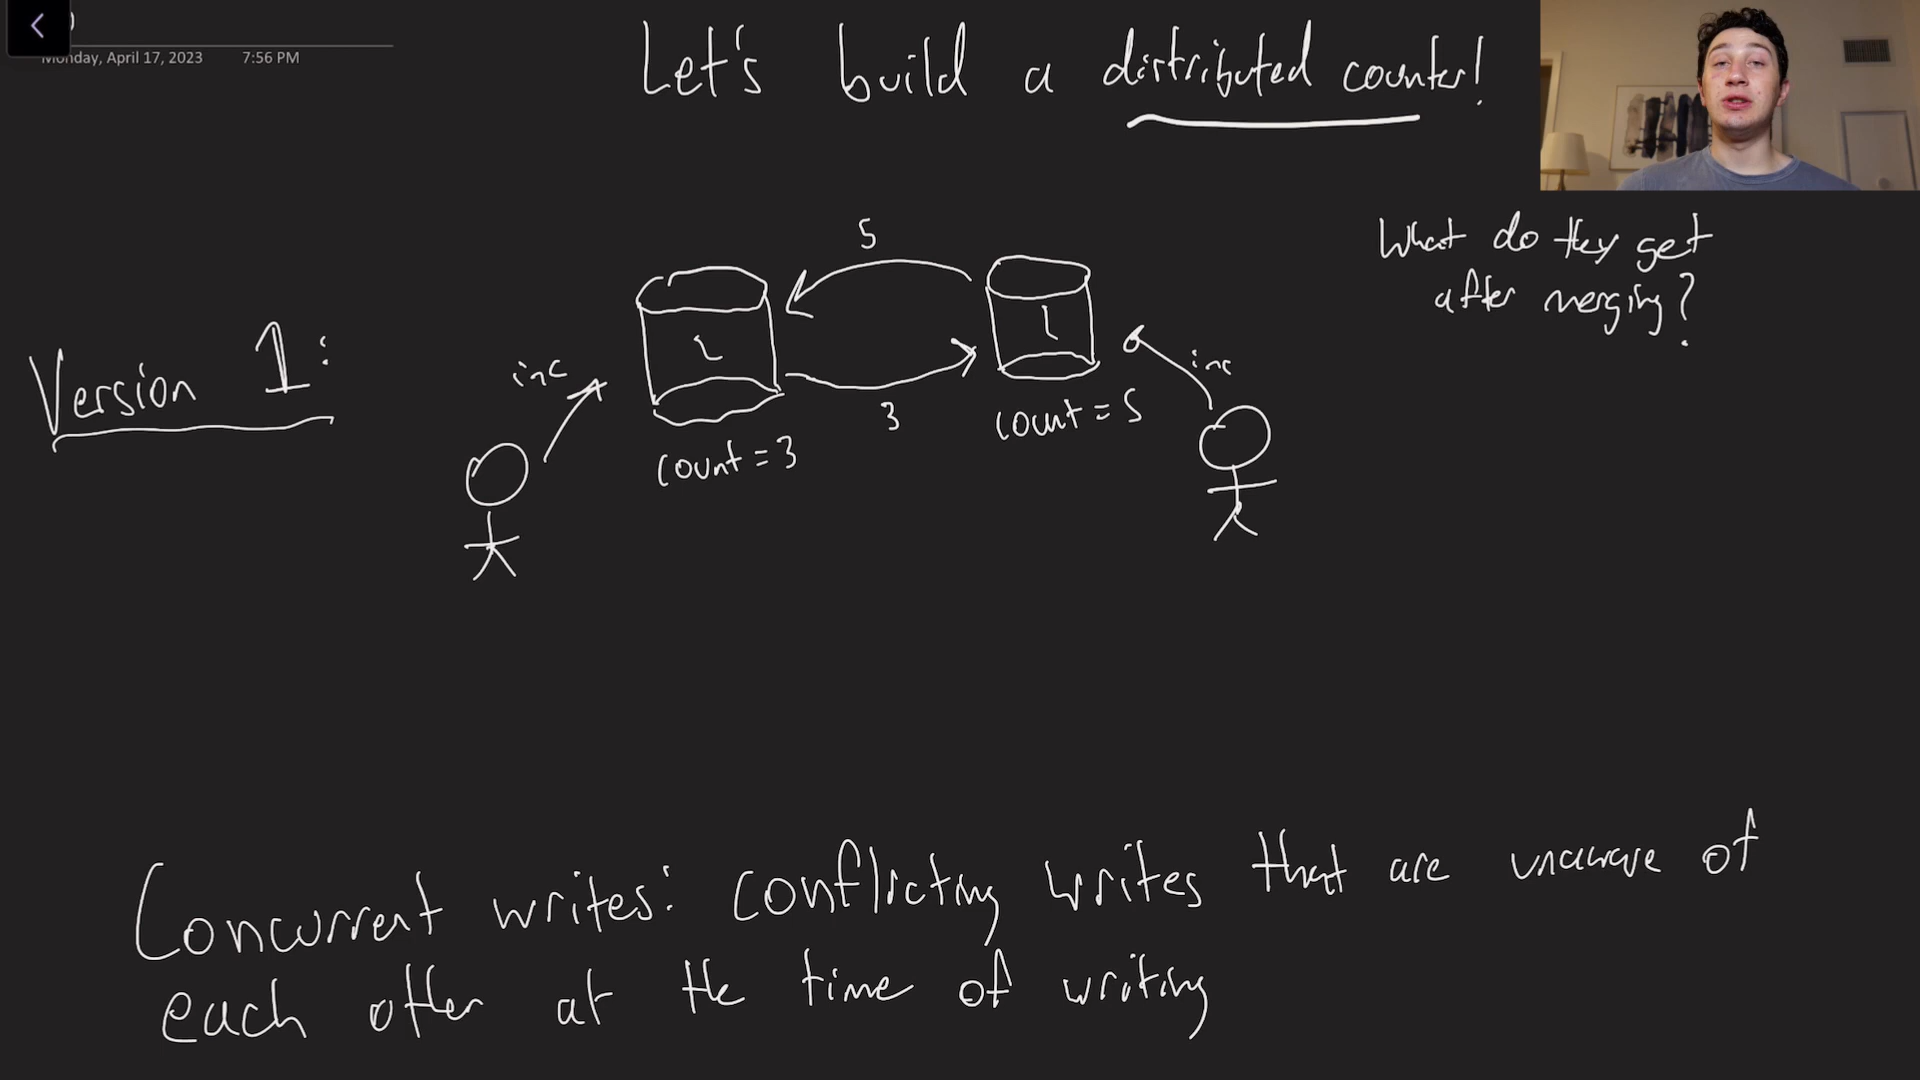 Monday, April 17, 2023 7:56 PM
Let's build a distributed counter!
What do they get
after merging?
Version 1:
5
inc
L
L
inc
3
count = 3
count = 5
Concurrent writes: conflicting writes that are unaware of
each other at the time of writing